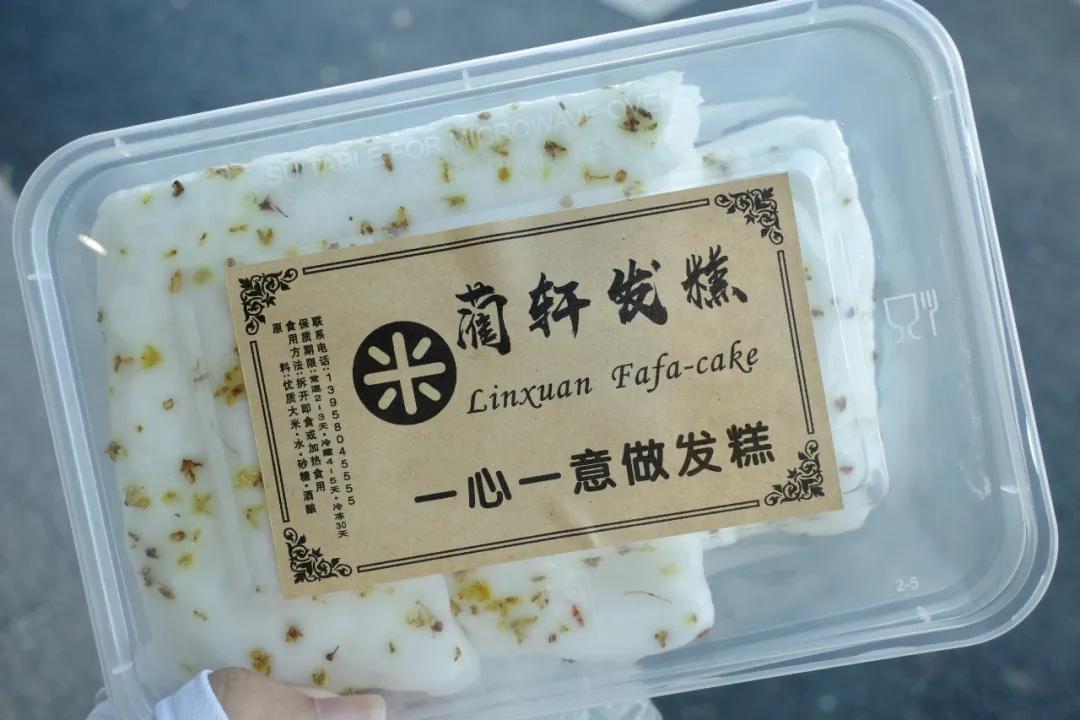 SUITABLE FOR MICROWAVE OVEN
米
蔺轩发糕
Linxuan Fafa-cake
一心一意做发糕
联系电话:13958045555
保质期限:常温2-3天·冷藏4-5天·冷冻30天
食用方法:拆开即食或加热食用
原料:优质大米·水·砂糖·酒酿
2-5